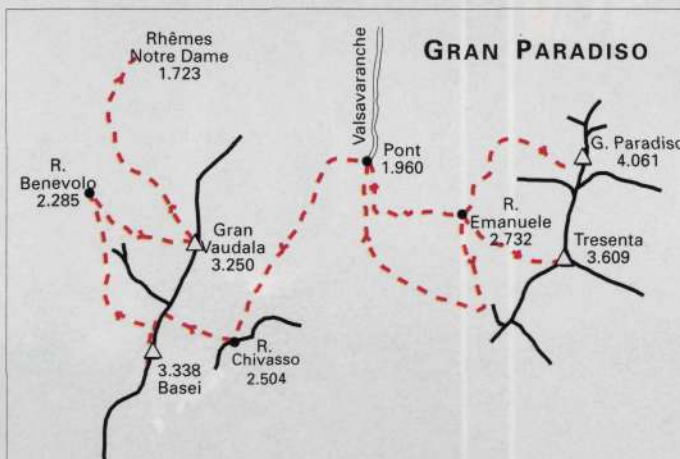 GRAN PARADISO
Rhêmes
Notre Dame
1.723
Valsavaranche
Pont
1.960
G. Paradiso
4.061
R.
Benevolo
2.285
R.
Emanuele
2.732
Gran
Vaudala
3.250
Tresenta
3.609
3.338
Basei
R.
Chivasso
2.504